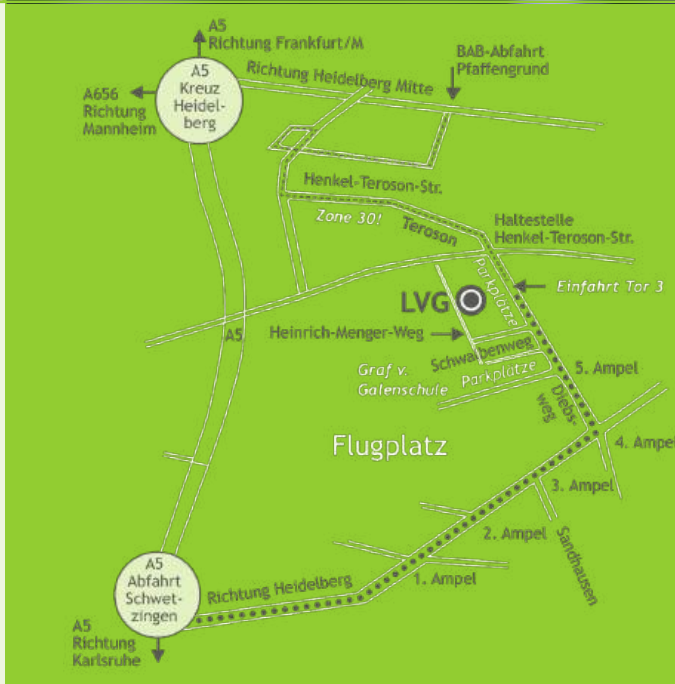 A5
Richtung Frankfurt/M
BAB-Abfahrt
Pfaffengrund
A5
Kreuz
Heidel-
berg
A656
Richtung
Mannheim
Richtung Heidelberg Mitte
Henkel-Teroson-Str.
Zone 30!
Teroson
Haltestelle
Henkel-Teroson-Str.
Parkplätze
Einfahrt Tor 3
LVG
A5
Heinrich-Menger-Weg
Schwalbenweg
Graf v.
Galenschule
Parkplätze
5. Ampel
Diebs-
weg
4. Ampel
Flugplatz
3. Ampel
2. Ampel
Sandhausen
1. Ampel
A5
Abfahrt
Schwet-
zingen
Richtung Heidelberg
A5
Richtung
Karlsruhe